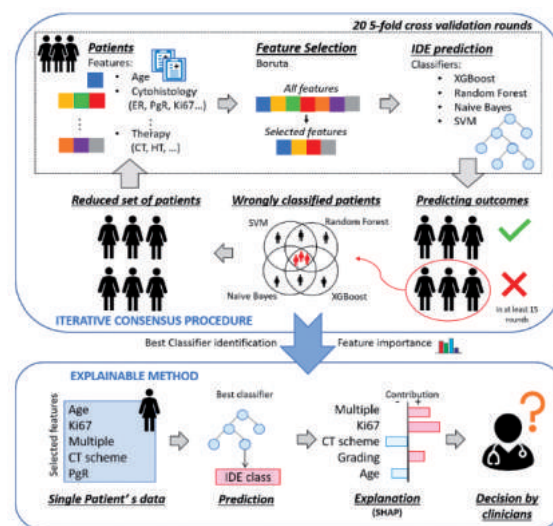 20 5-fold cross validation rounds
Patients
Features:
• Age
• Cytohistology
(ER, PgR, Ki67...)
• Therapy
(CT, HT, ...)
Feature Selection
Boruta
All features
Selected features
IDE prediction
Classifiers:
• XGBoost
• Random Forest
• Naive Bayes
• SVM
Reduced set of patients
Wrongly classified patients
SVM
Random Forest
Naive Bayes
XGBoost
Predicting outcomes
In at least 15
rounds
ITERATIVE CONSENSUS PROCEDURE
Best Classifier identification
Feature importance
EXPLAINABLE METHOD
Selected features
Age
Ki67
Multiple
CT scheme
PgR
Single Patient's data
Best classifier
IDE class
Prediction
Contribution
- +
Multiple
Ki67
CT scheme
Grading
Age
Explanation
(SHAP)
?
Decision by
clinicians